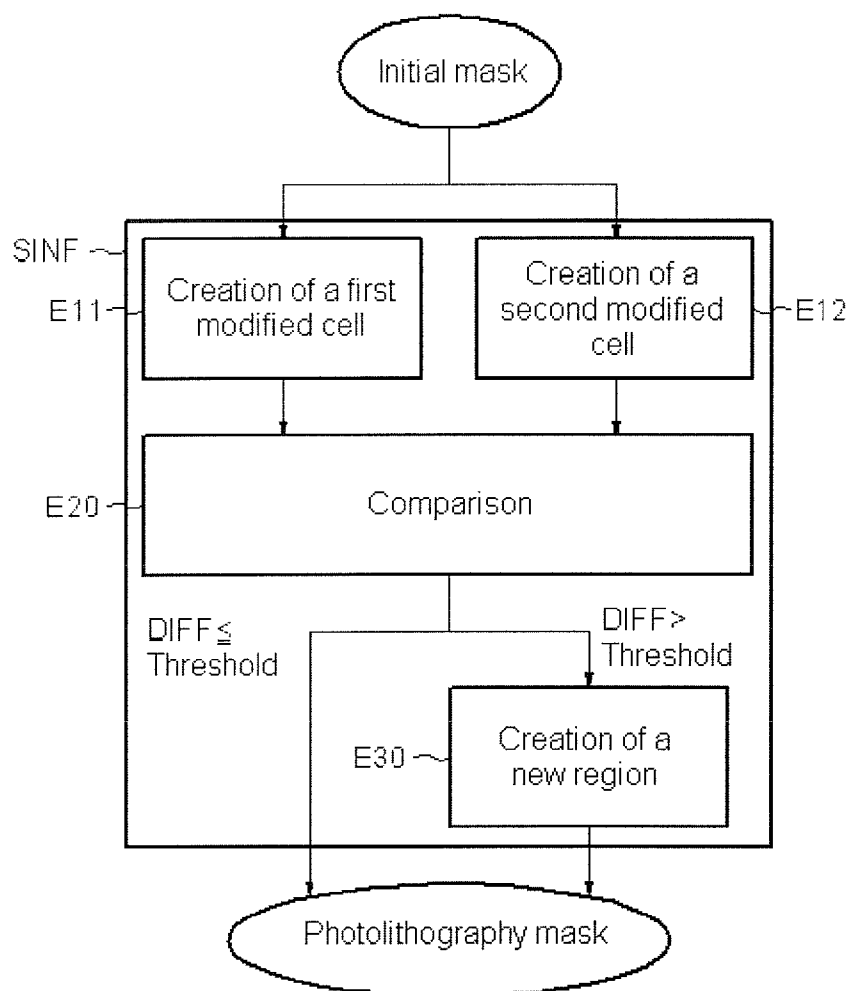 Initial mask
SINF
E11
Creation of a first
modified cell
Creation of a
second modified
cell
E12
E20
Comparison
DIFF≦
Threshold
DIFF>
Threshold
E30
Creation of a
new region
Photolithography mask